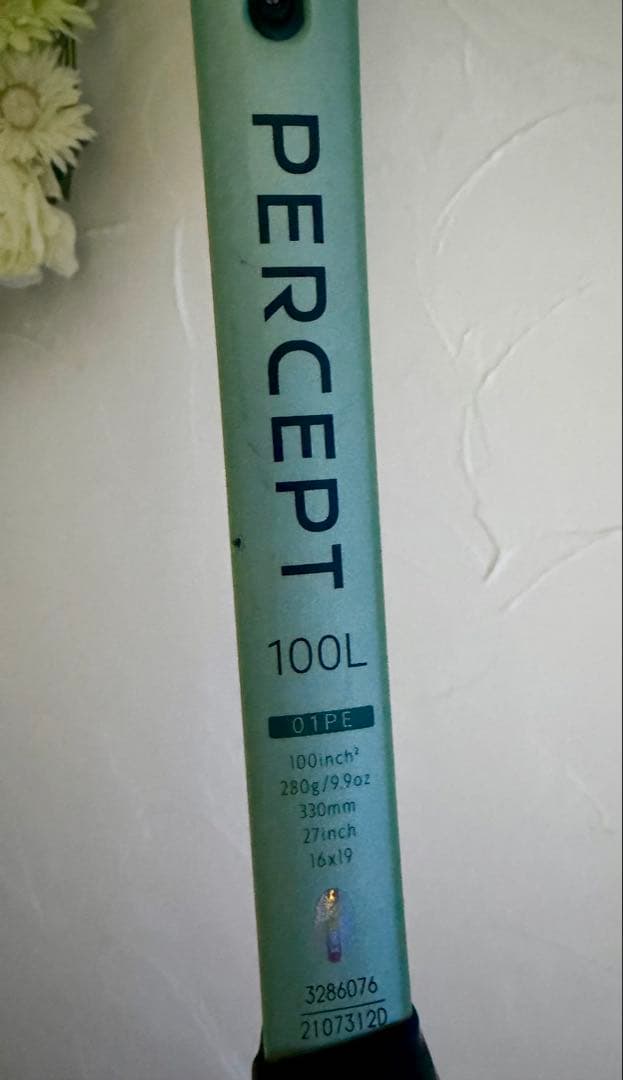 PERCEPT
100L
01PE
100inch²
280g/9.9oz
330mm
27inch
16x19
3286076
2107312D